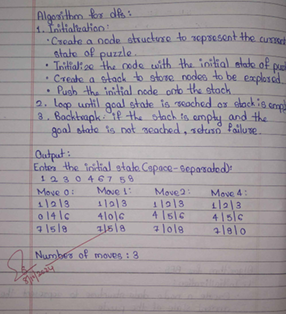 Algorithm for dfs:
1. Initialization:
• Create a node structure to represent the current
state of puzzle.
• Initialize the node with the initial state of
• Create a stack to store nodes to be explored
• Push the initial node onto the stack
2. Loop until goal state is reached or stack is
3. Backtrack: if the stack is empty and the
goal state is not reached, return failure.
Output:
Enter the initial state (space-separated):
1 2 3 0 4 6 7 5 8
Move 0: Move 1: Move 2: Move 4:
1|2|3 1|2|3 1|2|3 1|2|3
0|4|6 4|0|6 4|5|6 4|5|6
7|5|8 7|5|8 7|0|8 7|8|0
Number of moves: 3